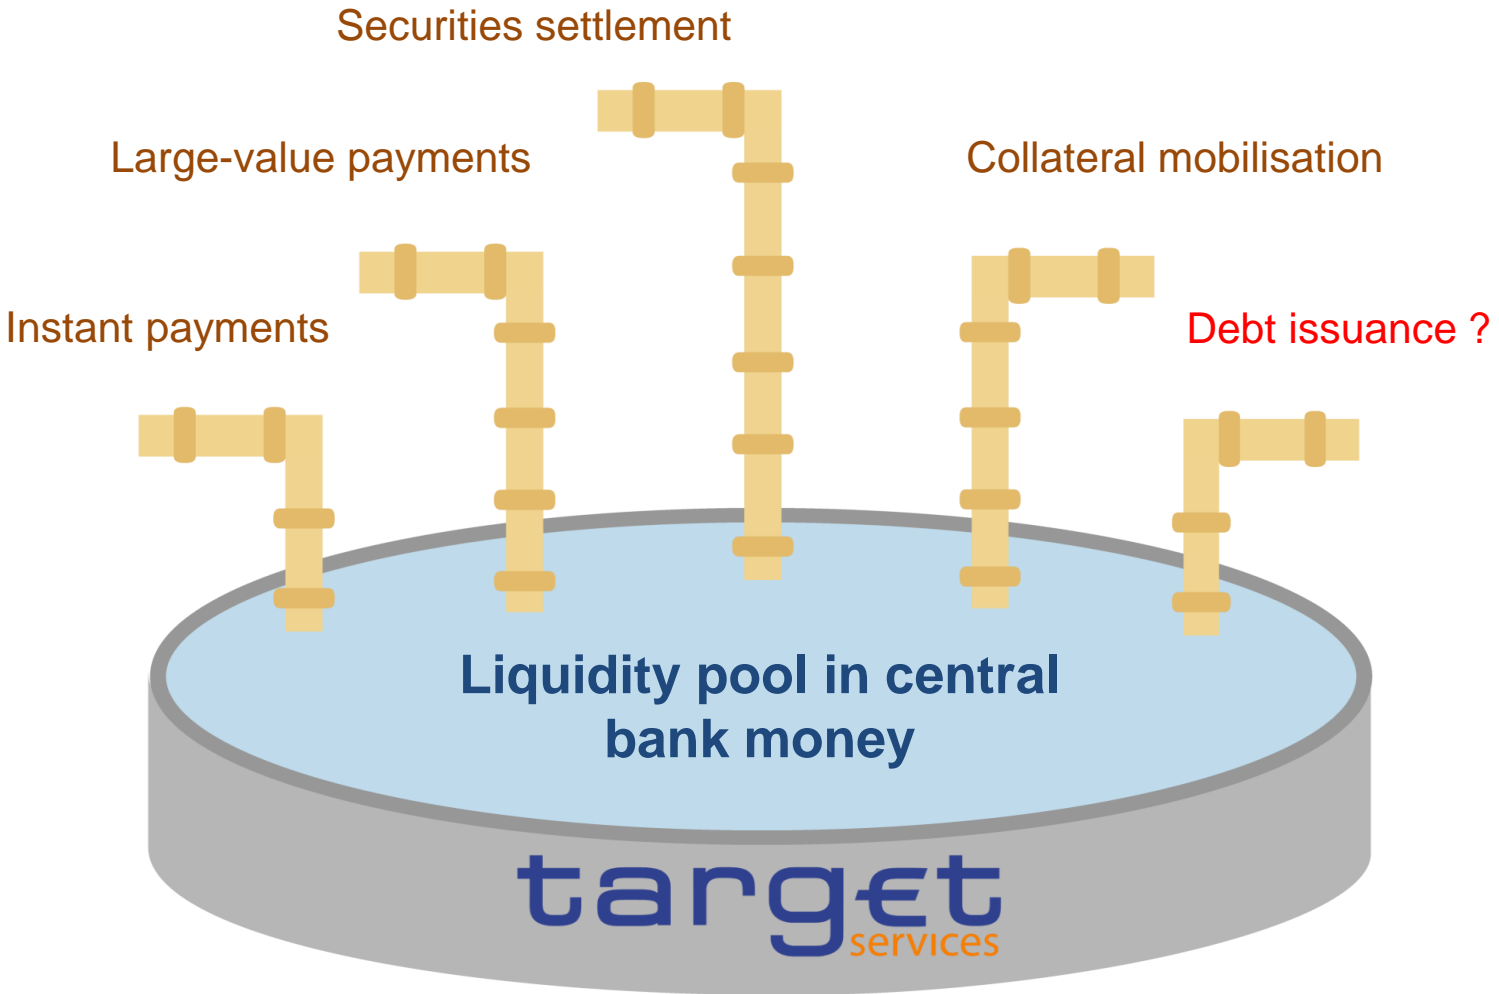 Securities settlement
Large-value payments
Collateral mobilisation
Instant payments
Debt issuance ?
Liquidity pool in central
bank money
target
services